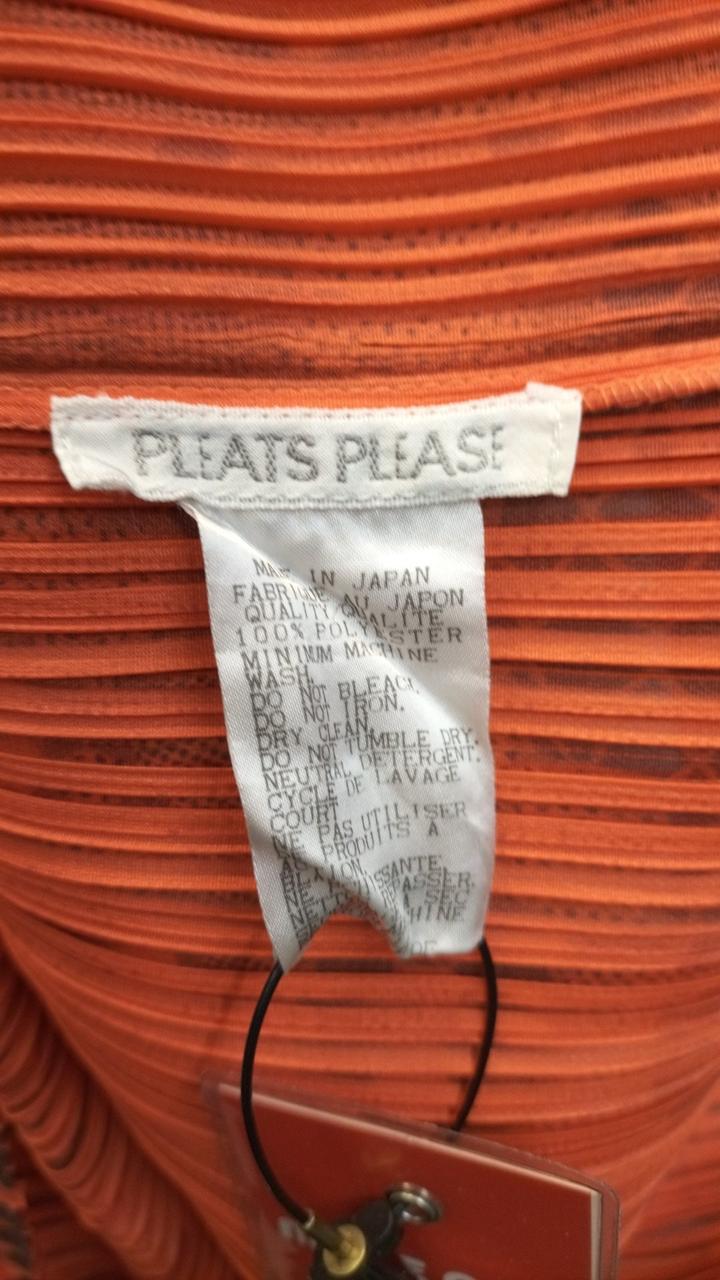 PLEATS PLEASE
MADE IN JAPAN
FABRIQUE AU JAPON
QUALITY/QUALITE
100% POLYESTER
MINIMUM MACHINE
WASH.
DO NOT BLEACH.
DO NOT IRON.
DRY CLEAN.
DO NOT TUMBLE DRY.
NEUTRAL DETERGENT.
CYCLE DE LAVAGE
COURT
NE PAS UTILISER
PRODUITS A